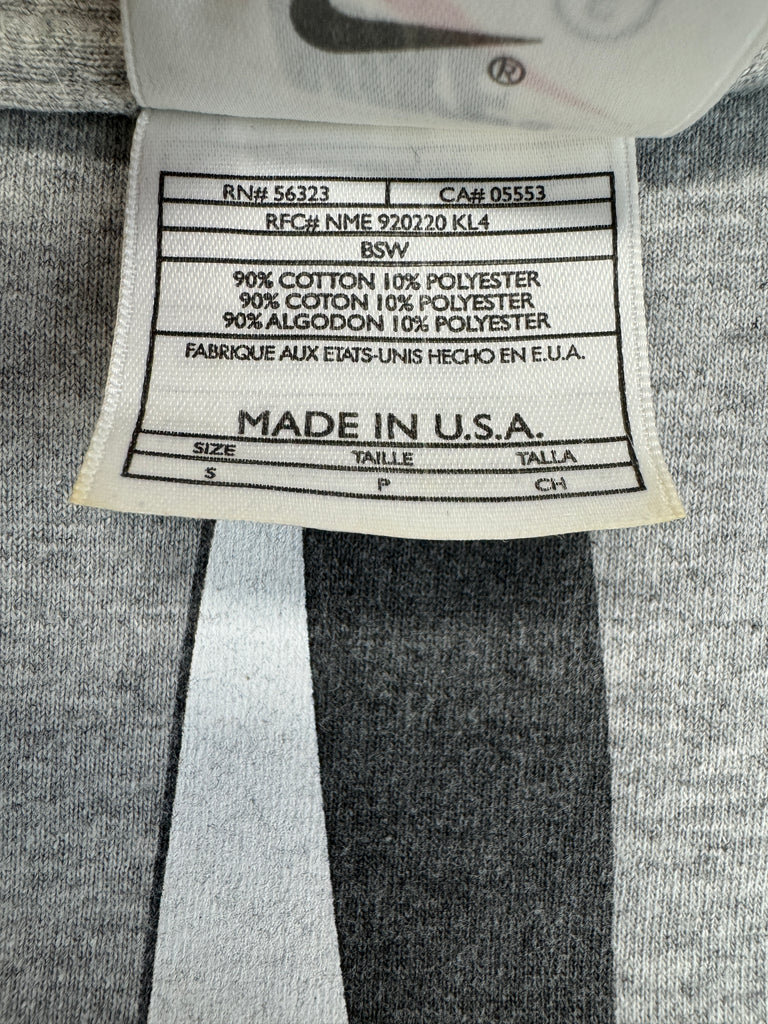 ®
RN# 56323 CA# 05553
RFC# NME 920220 KL4
BSW
90% COTTON 10% POLYESTER
90% COTON 10% POLYESTER
90% ALGODON 10% POLYESTER
FABRIQUE AUX ETATS-UNIS HECHO EN E.U.A.
MADE IN U.S.A.
SIZE TAILLE TALLA
S P CH